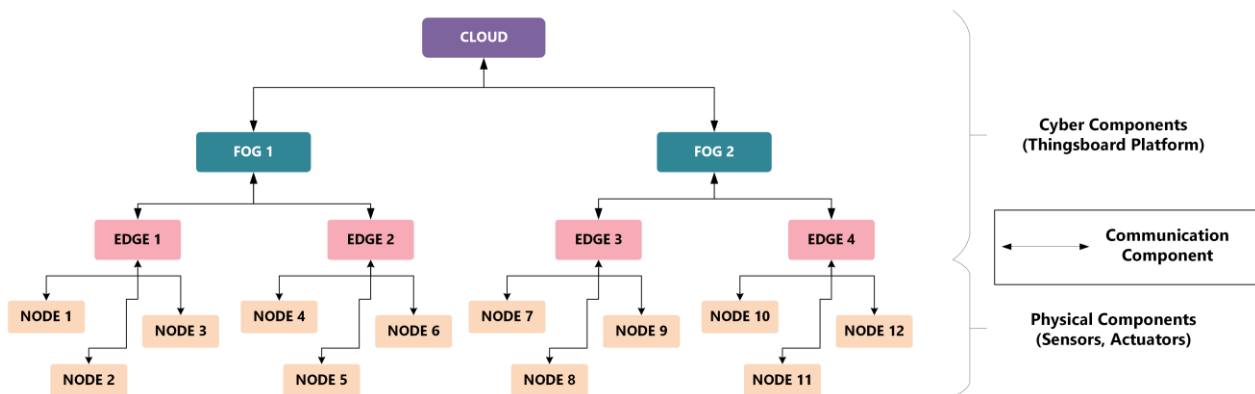 CLOUD
Cyber Components
(Thingsboard Platform)
FOG 1
FOG 2
EDGE 1
EDGE 2
EDGE 3
EDGE 4
Communication
Component
NODE 1
NODE 3
NODE 4
NODE 6
NODE 7
NODE 9
NODE 10
NODE 12
Physical Components
(Sensors, Actuators)
NODE 2
NODE 5
NODE 8
NODE 11